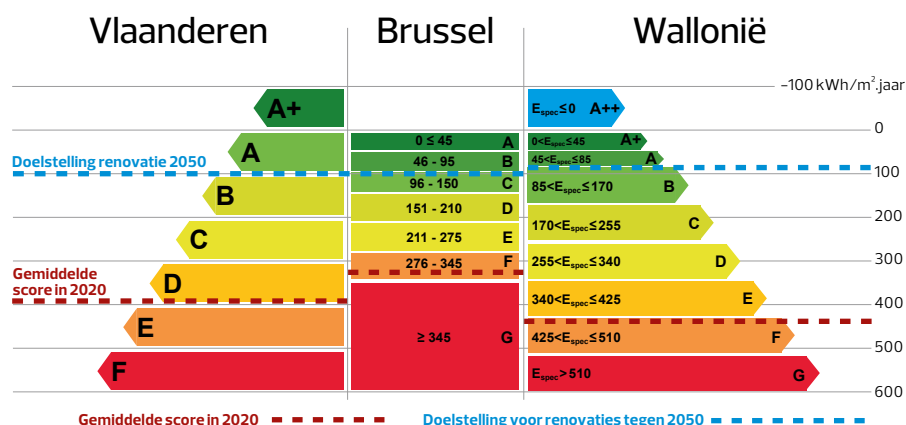 Vlaanderen
Brussel
Wallonië
-100 kWh/m².jaar
0
100
200
300
400
500
600
A+
A
B
C
D
E
F
Doelstelling renovatie 2050
Gemiddelde
score in 2020
0 ≤ 45 A
46 - 95 B
96 - 150 C
151 - 210 D
211 - 275 E
276 - 345 F
≥ 345 G
Espec ≤ 0 A++
0<Espec≤45 A+
45<Espec≤85 A
85<Espec≤170 B
170<Espec≤255 C
255<Espec≤340 D
340<Espec≤425 E
425<Espec≤510 F
Espec > 510 G
Gemiddelde score in 2020
Doelstelling voor renovaties tegen 2050